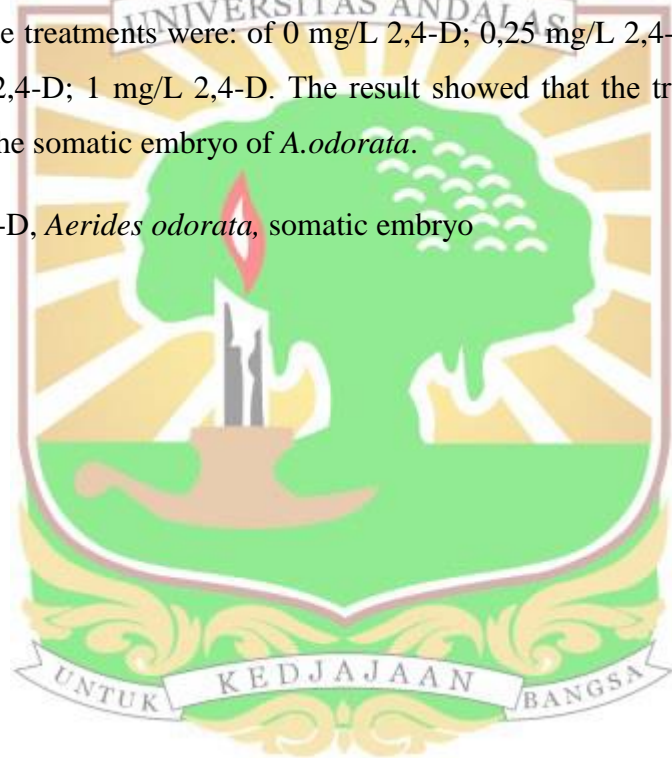 UNIVERSITAS ANDALAS
e treatments were: of 0 mg/L 2,4-D; 0,25 mg/L 2,4-
2,4-D; 1 mg/L 2,4-D. The result showed that the tr
he somatic embryo of A.odorata.
-D, Aerides odorata, somatic embryo
UNTUK KEDJAJAAN BANGSA